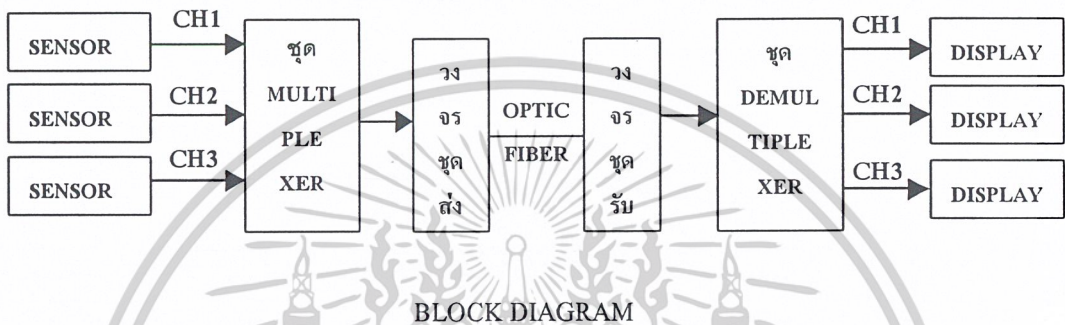 SENSOR
SENSOR
SENSOR
CH1
CH2
CH3
ชุด
MULTI
PLE
XER
วง
จร
ชุด
ส่ง
OPTIC
FIBER
วง
จร
ชุด
รับ
ชุด
DEMUL
TIPLE
XER
CH1
CH2
CH3
DISPLAY
DISPLAY
DISPLAY
BLOCK DIAGRAM